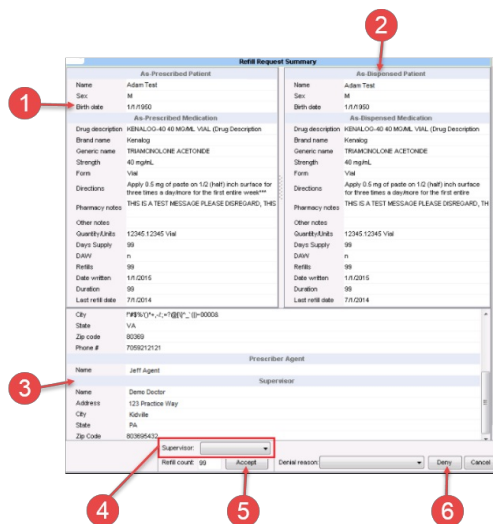 2
Refill Request Summary
As-Prescribed Patient
Name Adam Test
Sex M
1
Birth date 1/1/1950
As-Prescribed Medication
Drug description KENALOG-40 40 MG/ML VIAL (Drug Description
Brand name Kenalog
Generic name TRIAMCINOLONE ACETONIDE
Strength 40 mg/mL
Form Vial
Directions Apply 0.5 mg of paste on 1/2 (half) inch surface for
three times a day/more for the first entire week***
Pharmacy notes THIS IS A TEST MESSAGE PLEASE DISREGARD, THIS
Other notes
Quantity/Units 12345.12345 Vial
Days Supply 99
DAW n
Refills 99
Date written 1/1/2015
Duration 99
Last refill date 7/1/2014
As-Dispensed Patient
Name Adam Test
Sex M
Birth date 1/1/1950
As-Dispensed Medication
Drug description KENALOG-40 40 MG/ML VIAL (Drug Description
Brand name Kenalog
Generic name TRIAMCINOLONE ACETONIDE
Strength 40 mg/mL
Form Vial
Directions Apply 0.5 mg of paste on 1/2 (half) inch surface for
three times a day/more for the first entire
Pharmacy notes THIS IS A TEST MESSAGE PLEASE DISREGARD, THIS
Other notes
Quantity/Units 12345.12345 Vial
Days Supply 99
DAW n
Refills 99
Date written 1/1/2015
Duration 99
Last refill date 7/1/2014
City
State VA
Zip code 80369
Phone # 7059212121
Prescriber Agent
Name Jeff Agent
3
Supervisor
Name Demo Doctor
Address 123 Practice Way
City Kidville
State PA
Zip Code 803695433
Supervisor:
Refill count: 99 Accept Denial reason: Deny Cancel
4
5
6